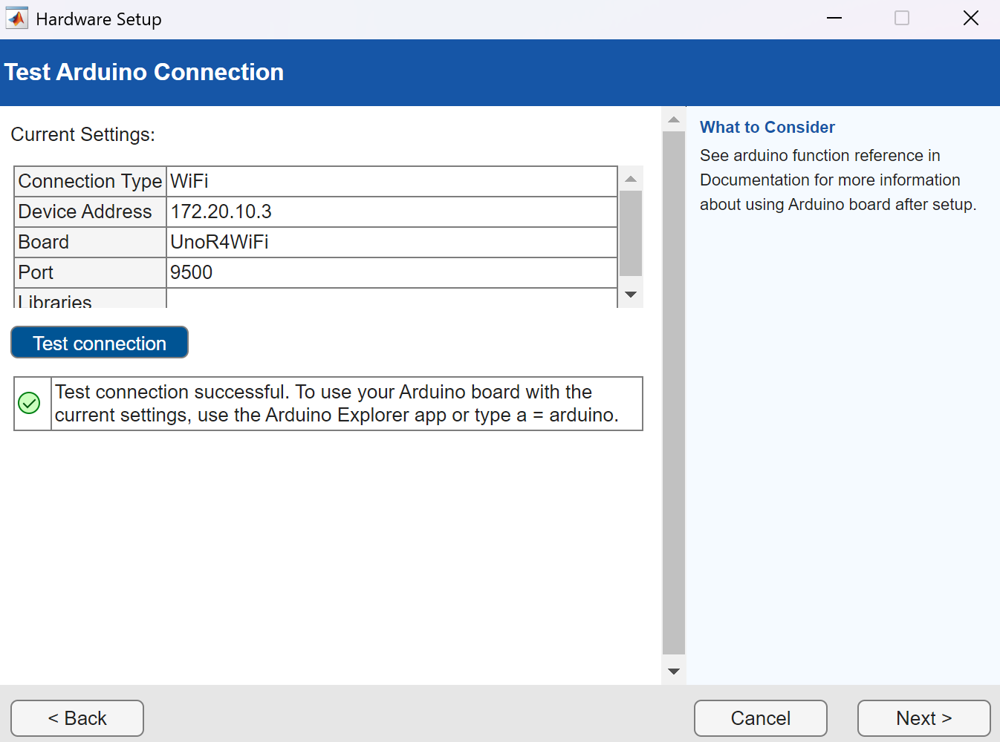 Hardware Setup
Test Arduino Connection
Current Settings:
Connection Type WiFi
Device Address 172.20.10.3
Board UnoR4WiFi
Port 9500
Libraries
Test connection
Test connection successful. To use your Arduino board with the
current settings, use the Arduino Explorer app or type a = arduino.
What to Consider
See arduino function reference in
Documentation for more information
about using Arduino board after setup.
< Back
Cancel
Next >